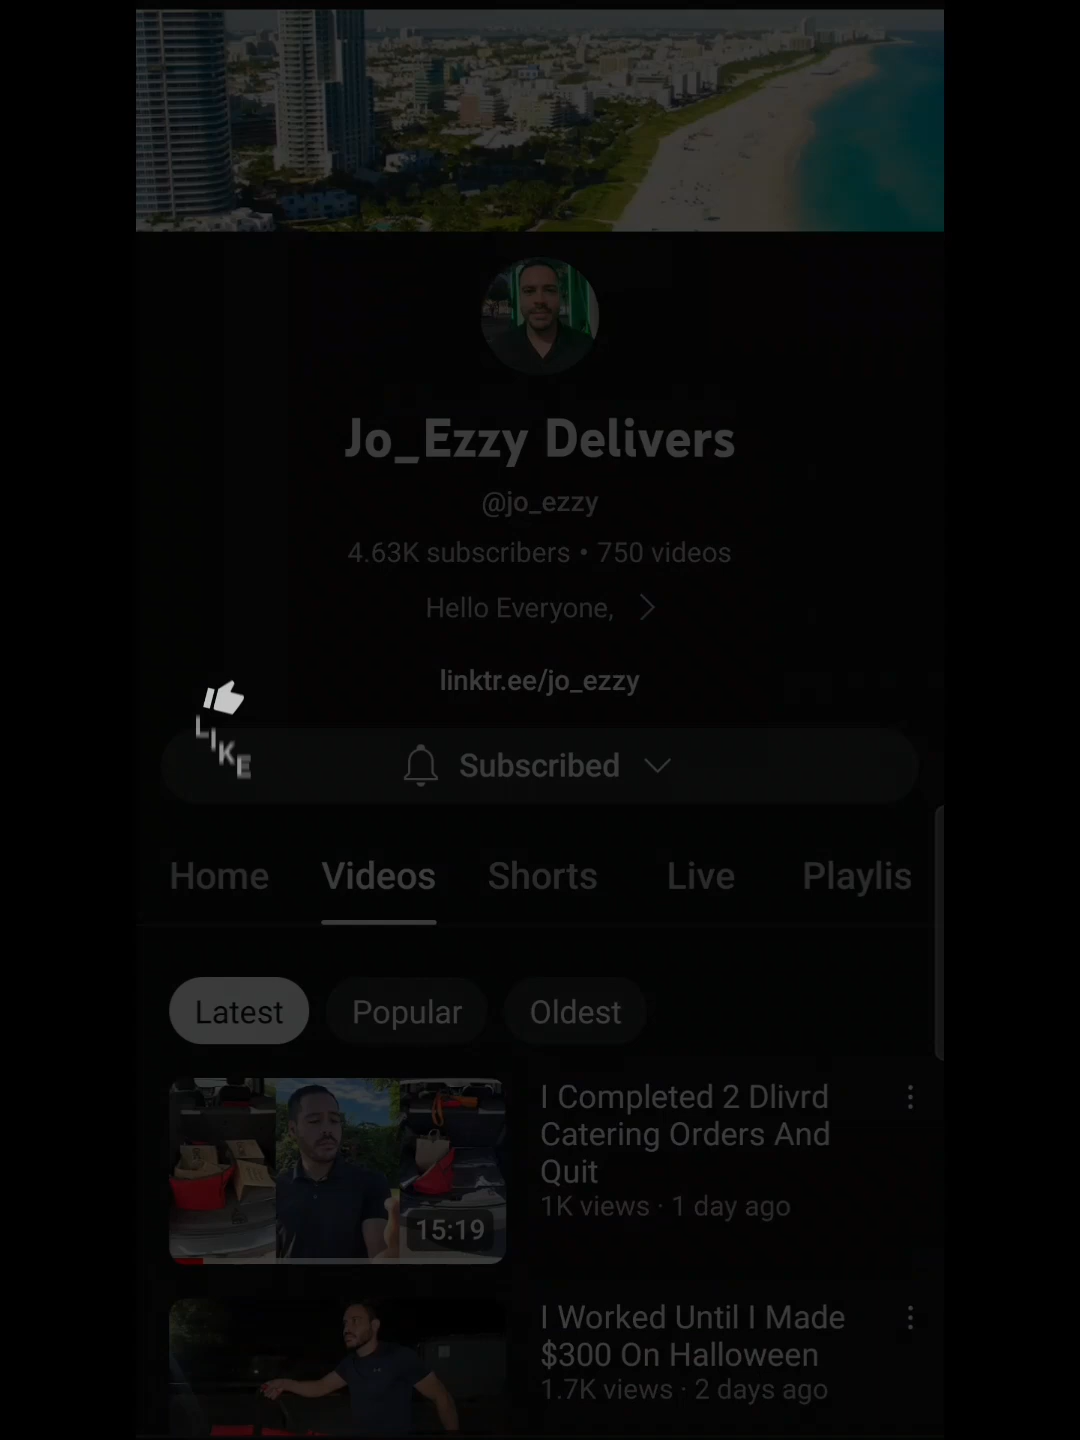 Jo_Ezzy Delivers
@jo_ezzy
4.63K subscribers • 750 videos
Hello Everyone,
linktr.ee/jo_ezzy
LIKE
Subscribed
Home Videos Shorts Live Playlis
Latest Popular Oldest
I Completed 2 Dlivrd
Catering Orders And
Quit
1K views · 1 day ago
15:19
I Worked Until I Made
$300 On Halloween
1.7K views · 2 days ago